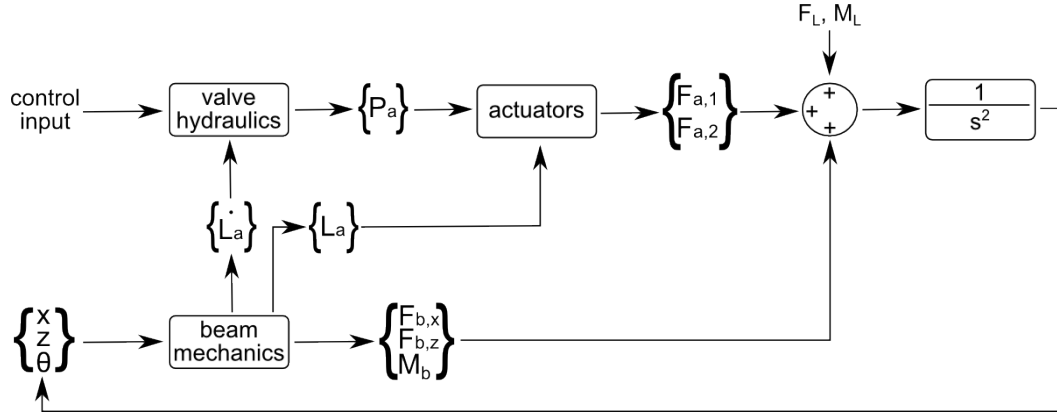 F_L, M_L
control
input
valve
hydraulics
{P_a}
actuators
{F_a,1
F_a,2}
+
+
+
1
s²
{L̇_a}
{L_a}
{x
z
θ}
beam
mechanics
{F_b,x
F_b,z
M_b}